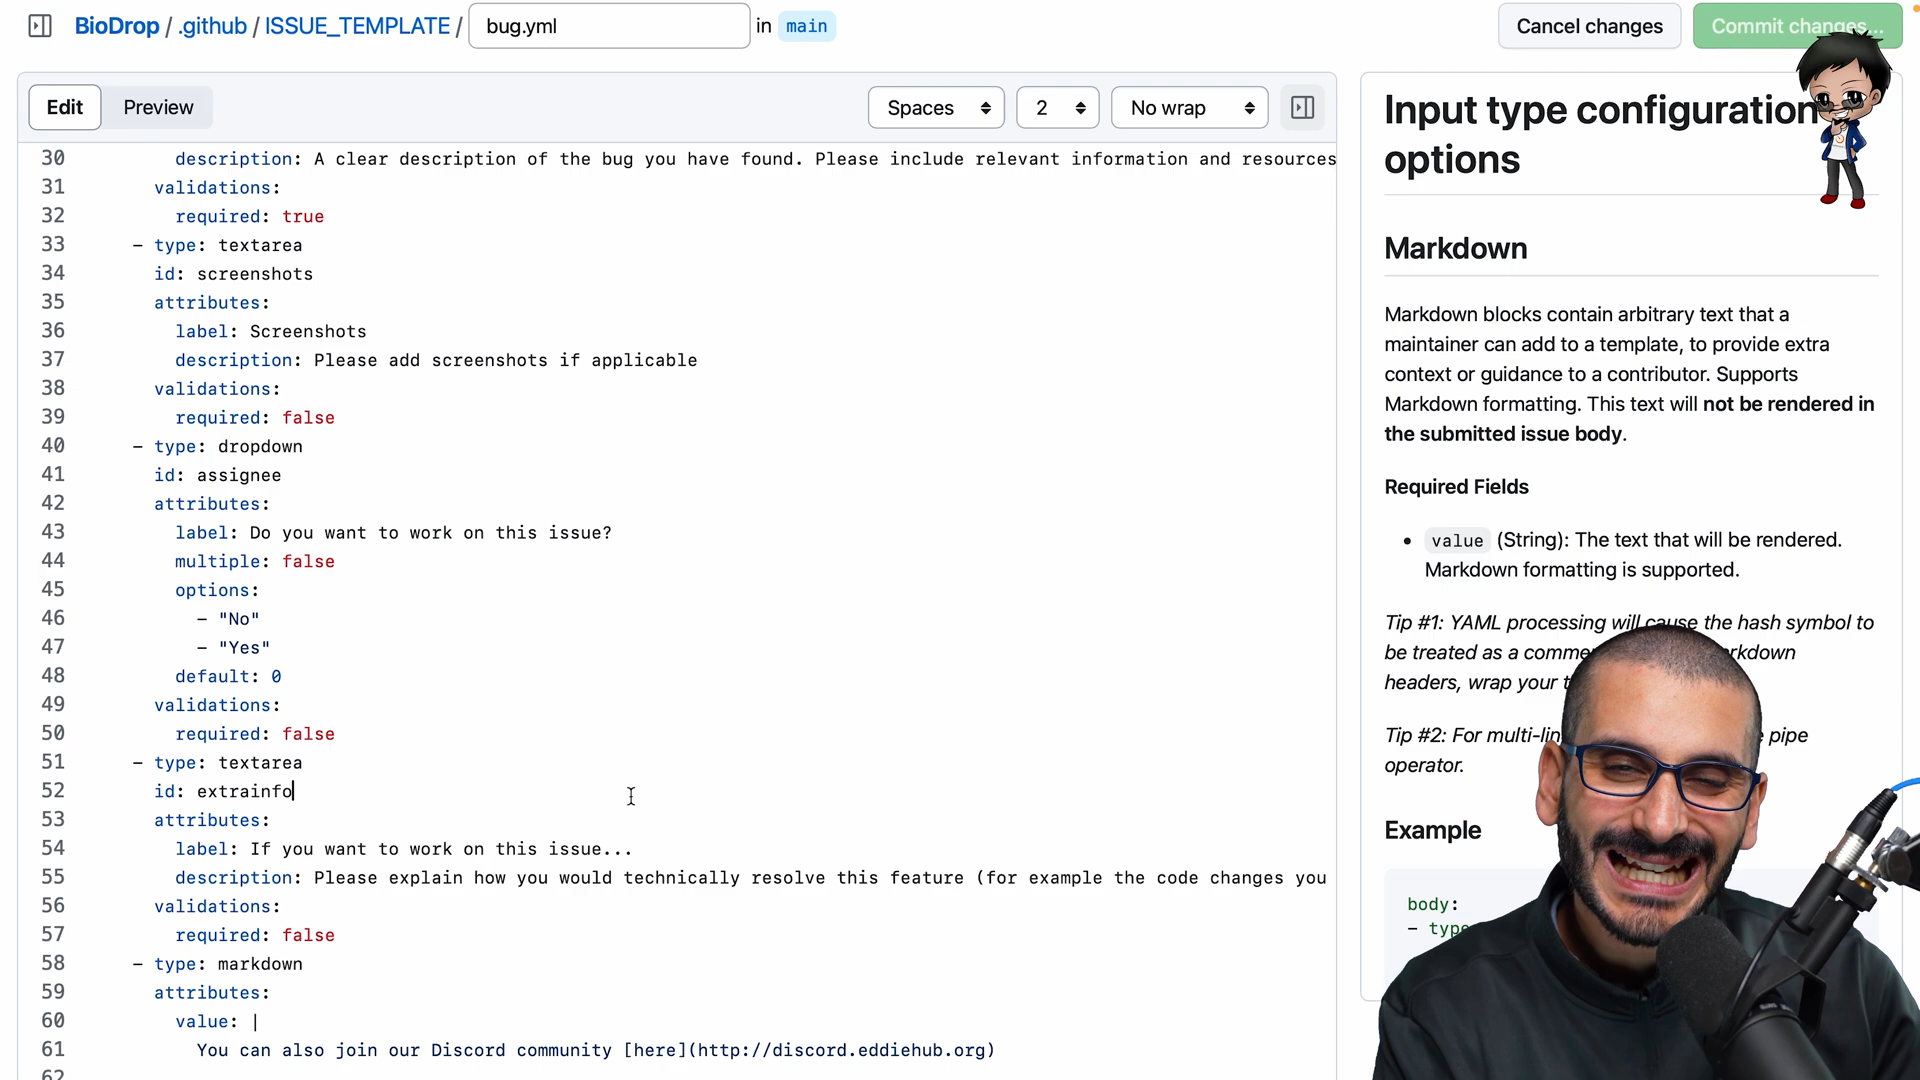 BioDrop / .github / ISSUE_TEMPLATE / bug.yml in main
Cancel changes
Commit changes...
Edit
Preview
Spaces
2
No wrap
30 description: A clear description of the bug you have found. Please include relevant information and resources
31 validations:
32 required: true
33 - type: textarea
34 id: screenshots
35 attributes:
36 label: Screenshots
37 description: Please add screenshots if applicable
38 validations:
39 required: false
40 - type: dropdown
41 id: assignee
42 attributes:
43 label: Do you want to work on this issue?
44 multiple: false
45 options:
46 - "No"
47 - "Yes"
48 default: 0
49 validations:
50 required: false
51 - type: textarea
52 id: extrainfo
53 attributes:
54 label: If you want to work on this issue...
55 description: Please explain how you would technically resolve this feature (for example the code changes you
56 validations:
57 required: false
58 - type: markdown
59 attributes:
60 value: |
61 You can also join our Discord community [here](http://discord.eddiehub.org)
62
Input type configuration
options
Markdown
Markdown blocks contain arbitrary text that a
maintainer can add to a template, to provide extra
context or guidance to a contributor. Supports
Markdown formatting. This text will not be rendered in
the submitted issue body.
Required Fields
• value (String): The text that will be rendered.
Markdown formatting is supported.
Tip #1: YAML processing will cause the hash symbol to
be treated as a comme
headers, wrap your
Tip #2: For multi-lin pipe
operator.
Example
body:
- type